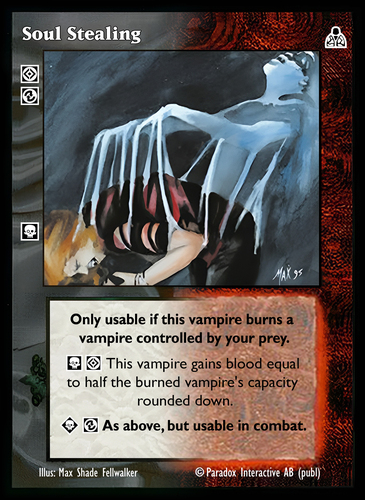 Soul Stealing
MAX 95
Only usable if this vampire burns a
vampire controlled by your prey.
This vampire gains blood equal
to half the burned vampire's capacity
rounded down.
As above, but usable in combat.
Illus: Max Shade Fellwalker
© Paradox Interactive AB (publ)